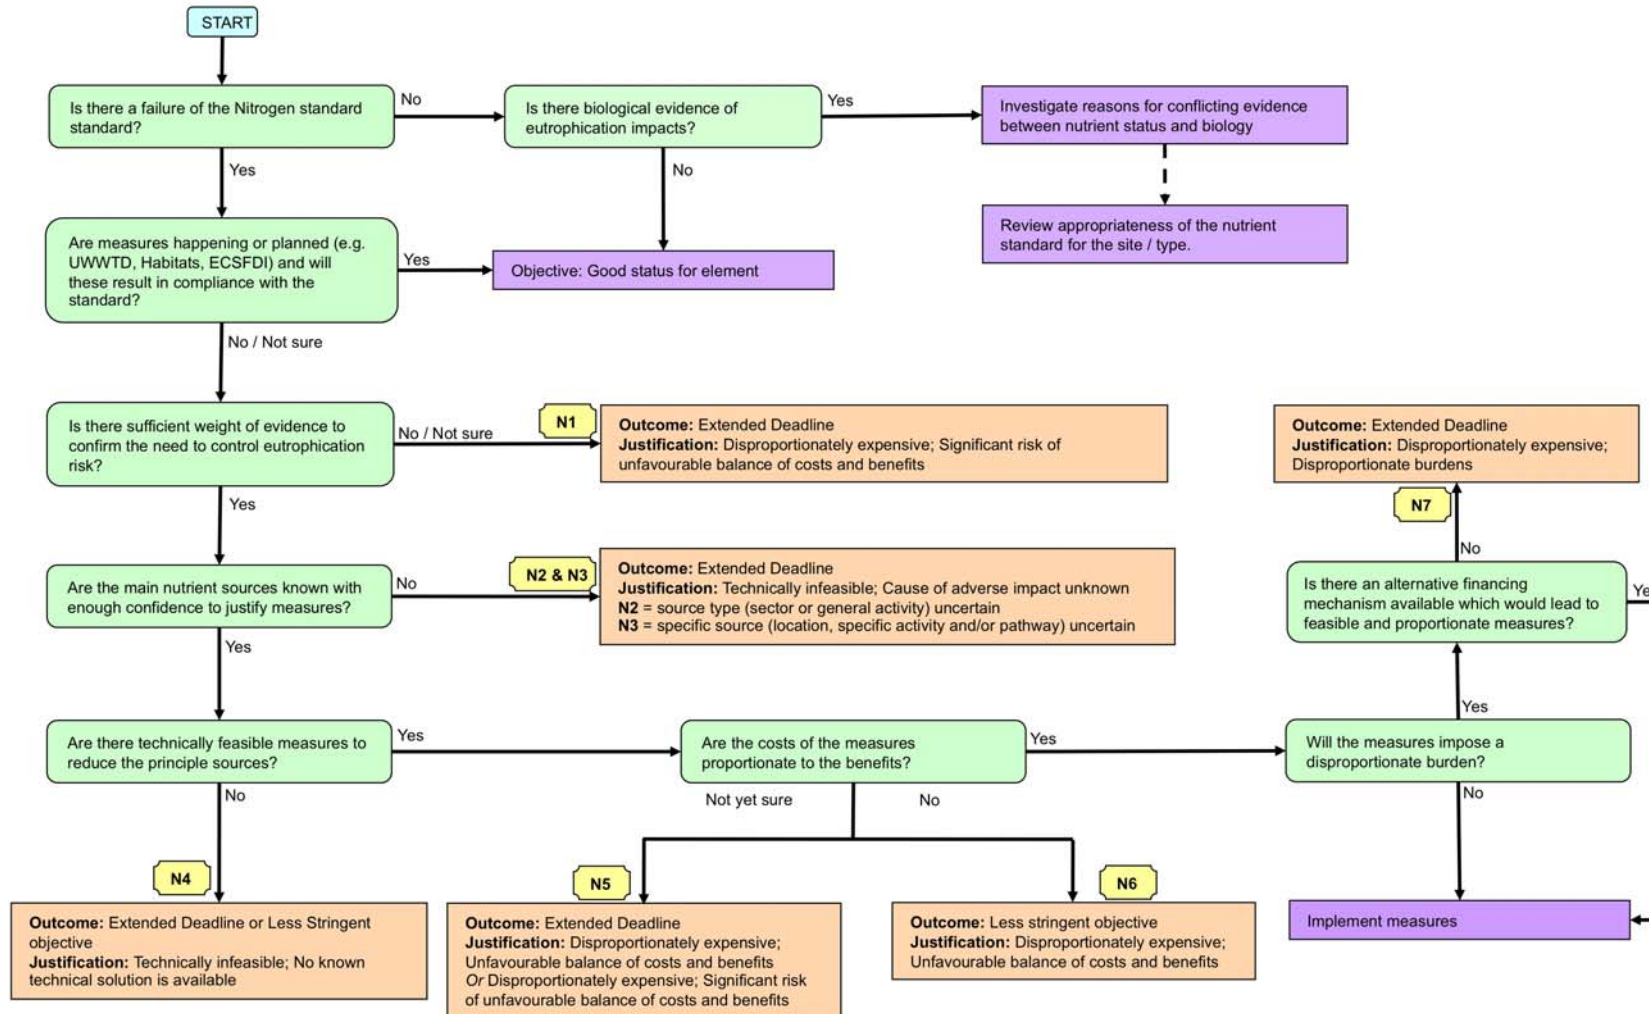 START
Is there a failure of the Nitrogen standard
standard?
No
Is there biological evidence of
eutrophication impacts?
Yes
Investigate reasons for conflicting evidence
between nutrient status and biology
Yes
No
Review appropriateness of the nutrient
standard for the site / type.
Are measures happening or planned (e.g.
UWWTD, Habitats, ECSFDI) and will
these result in compliance with the
standard?
Yes
Objective: Good status for element
No / Not sure
Is there sufficient weight of evidence to
confirm the need to control eutrophication
risk?
No / Not sure
N1
Outcome: Extended Deadline
Justification: Disproportionately expensive; Significant risk of
unfavourable balance of costs and benefits
Outcome: Extended Deadline
Justification: Disproportionately expensive;
Disproportionate burdens
N7
Yes
No
Are the main nutrient sources known with
enough confidence to justify measures?
No
N2 & N3
Outcome: Extended Deadline
Justification: Technically infeasible; Cause of adverse impact unknown
N2 = source type (sector or general activity) uncertain
N3 = specific source (location, specific activity and/or pathway) uncertain
Is there an alternative financing
mechanism available which would lead to
feasible and proportionate measures?
Ye
Yes
Yes
Are there technically feasible measures to
reduce the principle sources?
Yes
Are the costs of the measures
proportionate to the benefits?
Yes
Will the measures impose a
disproportionate burden?
No
Not yet sure
No
No
N4
N5
N6
Outcome: Extended Deadline or Less Stringent
objective
Justification: Technically infeasible; No known
technical solution is available
Outcome: Extended Deadline
Justification: Disproportionately expensive;
Unfavourable balance of costs and benefits
Or Disproportionately expensive; Significant risk
of unfavourable balance of costs and benefits
Outcome: Less stringent objective
Justification: Disproportionately expensive;
Unfavourable balance of costs and benefits
Implement measures